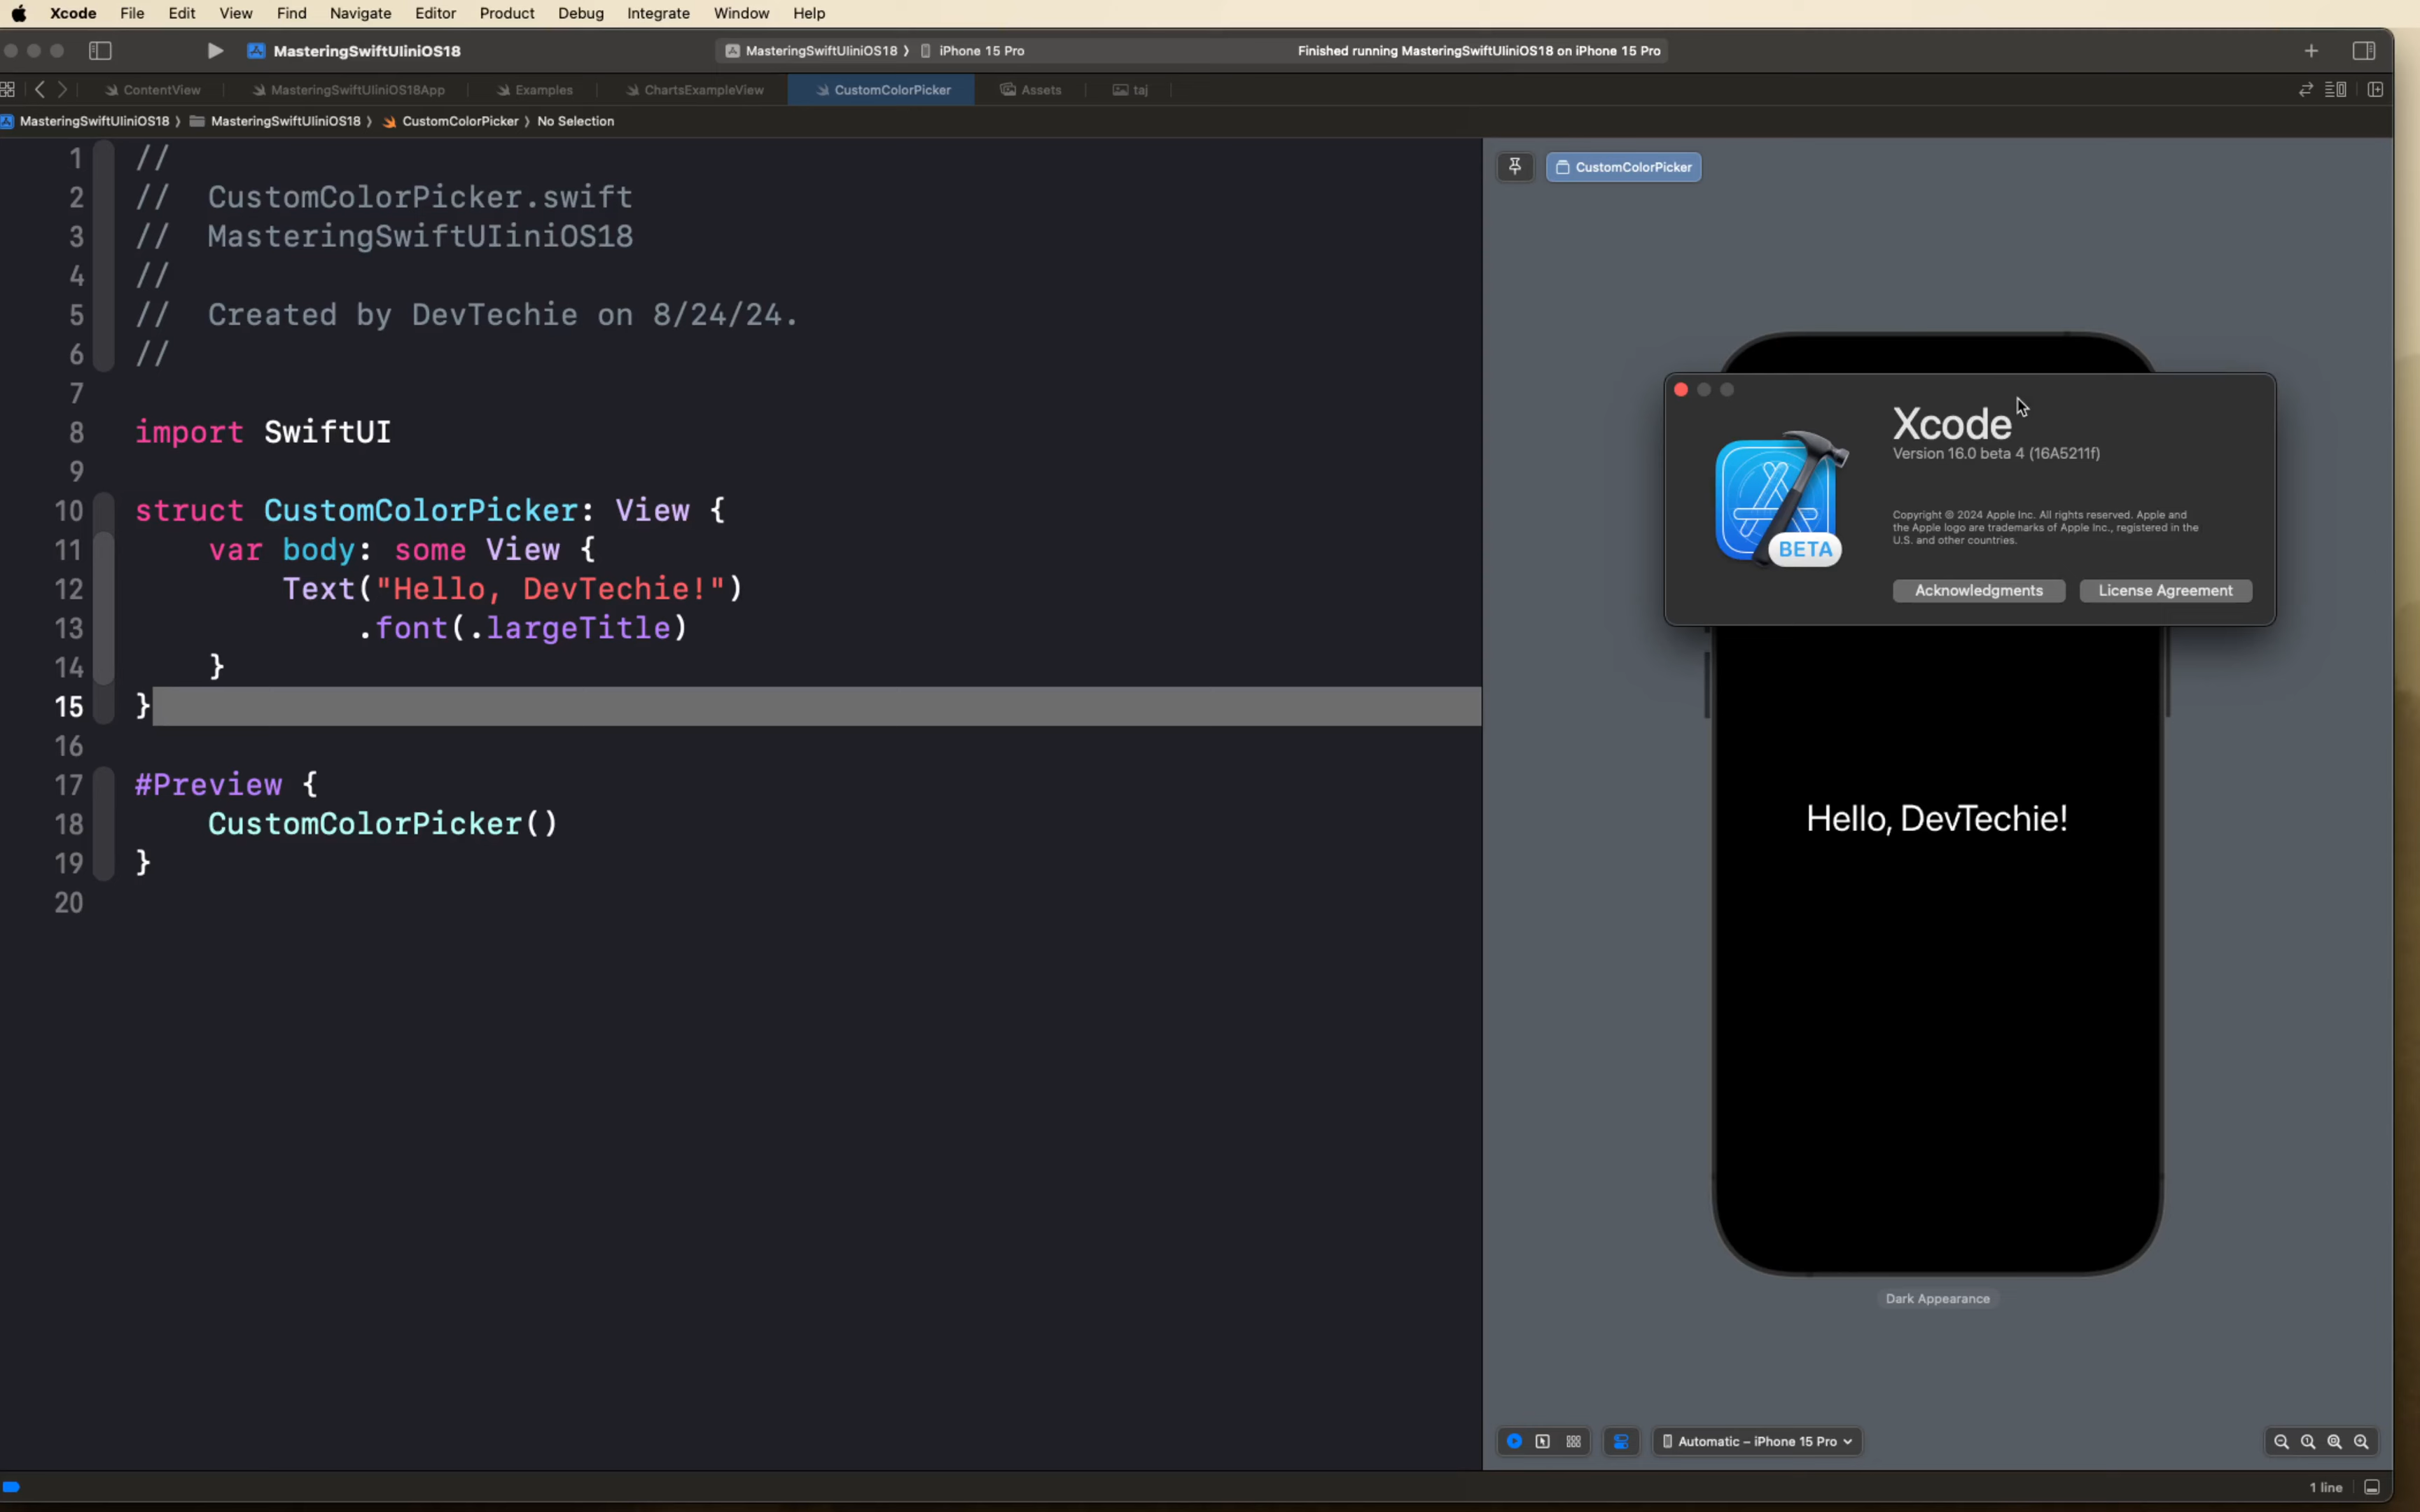 Xcode File Edit View Find Navigate Editor Product Debug Integrate Window Help
MasteringSwiftUIiniOS18
MasteringSwiftUIiniOS18 〉 iPhone 15 Pro
Finished running MasteringSwiftUIiniOS18 on iPhone 15 Pro
ContentView MasteringSwiftUIiniOS18App Examples ChartsExampleView CustomColorPicker Assets taj
MasteringSwiftUIiniOS18 〉 MasteringSwiftUIiniOS18 〉 CustomColorPicker 〉 No Selection
1 //
2 // CustomColorPicker.swift
3 // MasteringSwiftUIiniOS18
4 //
5 // Created by DevTechie on 8/24/24.
6 //
7
8 import SwiftUI
9
10 struct CustomColorPicker: View {
11 var body: some View {
12 Text("Hello, DevTechie!")
13 .font(.largeTitle)
14 }
15 }
16
17 #Preview {
18 CustomColorPicker()
19 }
20
CustomColorPicker
Xcode
Version 16.0 beta 4 (16A5211f)
BETA
Copyright © 2024 Apple Inc. All rights reserved. Apple and
the Apple logo are trademarks of Apple Inc., registered in the
U.S. and other countries.
Acknowledgments License Agreement
Hello, DevTechie!
Dark Appearance
Automatic – iPhone 15 Pro
1 line